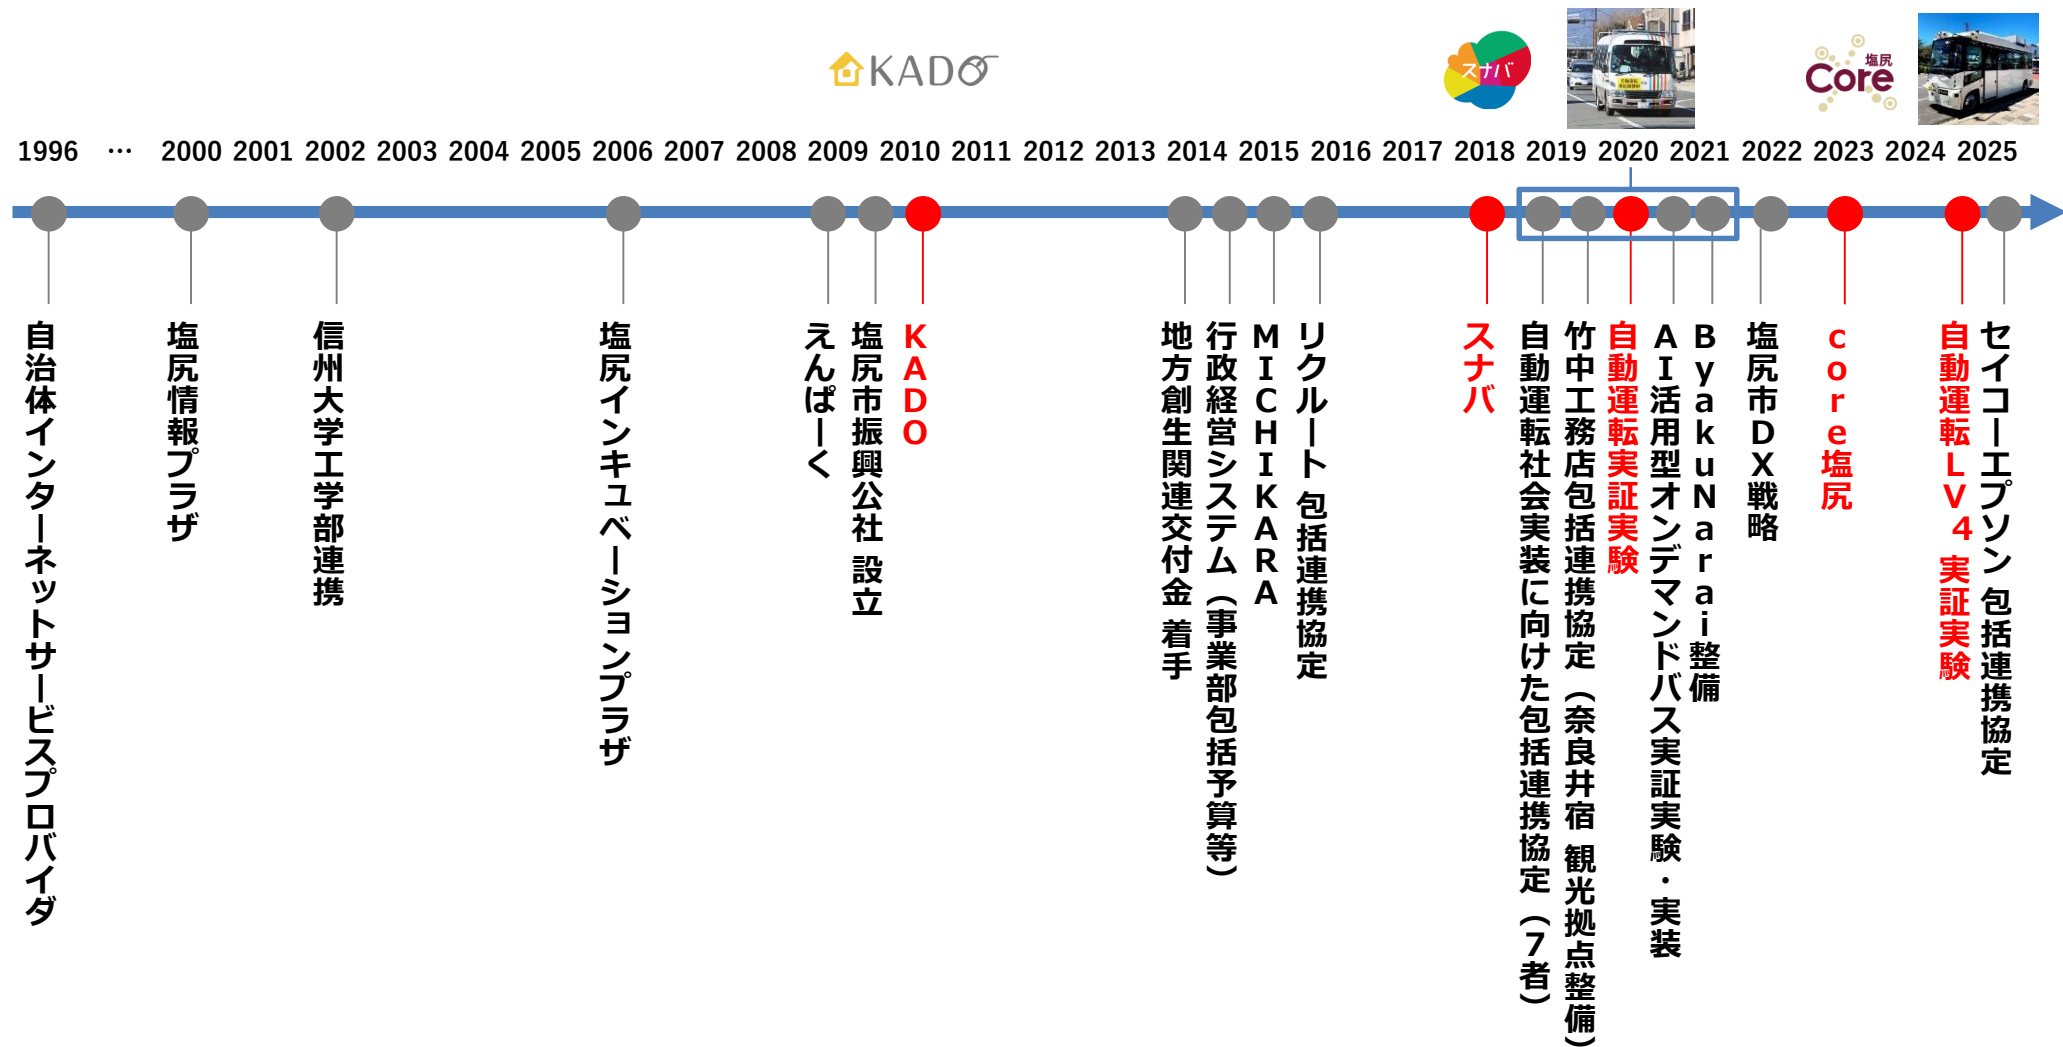 KADO
スナバ
塩尻
Core
1996 … 2000 2001 2002 2003 2004 2005 2006 2007 2008 2009 2010 2011 2012 2013 2014 2015 2016 2017 2018 2019 2020 2021 2022 2023 2024 2025
自治体インターネットサービスプロバイダ
塩尻情報プラザ
信州大学工学部連携
塩尻インキュベーションプラザ
えんぱーく
塩尻市振興公社 設立
KADO
地方創生関連交付金 着手
行政経営システム（事業部包括予算等）
MICHIKARA
リクルート 包括連携協定
スナバ
自動運転社会実装に向けた包括連携協定（7者）
竹中工務店包括連携協定（奈良井宿 観光拠点整備）
自動運転実証実験
AI活用型オンデマンドバス実証実験・実装
ByakuNarai整備
塩尻市DX戦略
core塩尻
自動運転LV4 実証実験
セイコーエプソン 包括連携協定